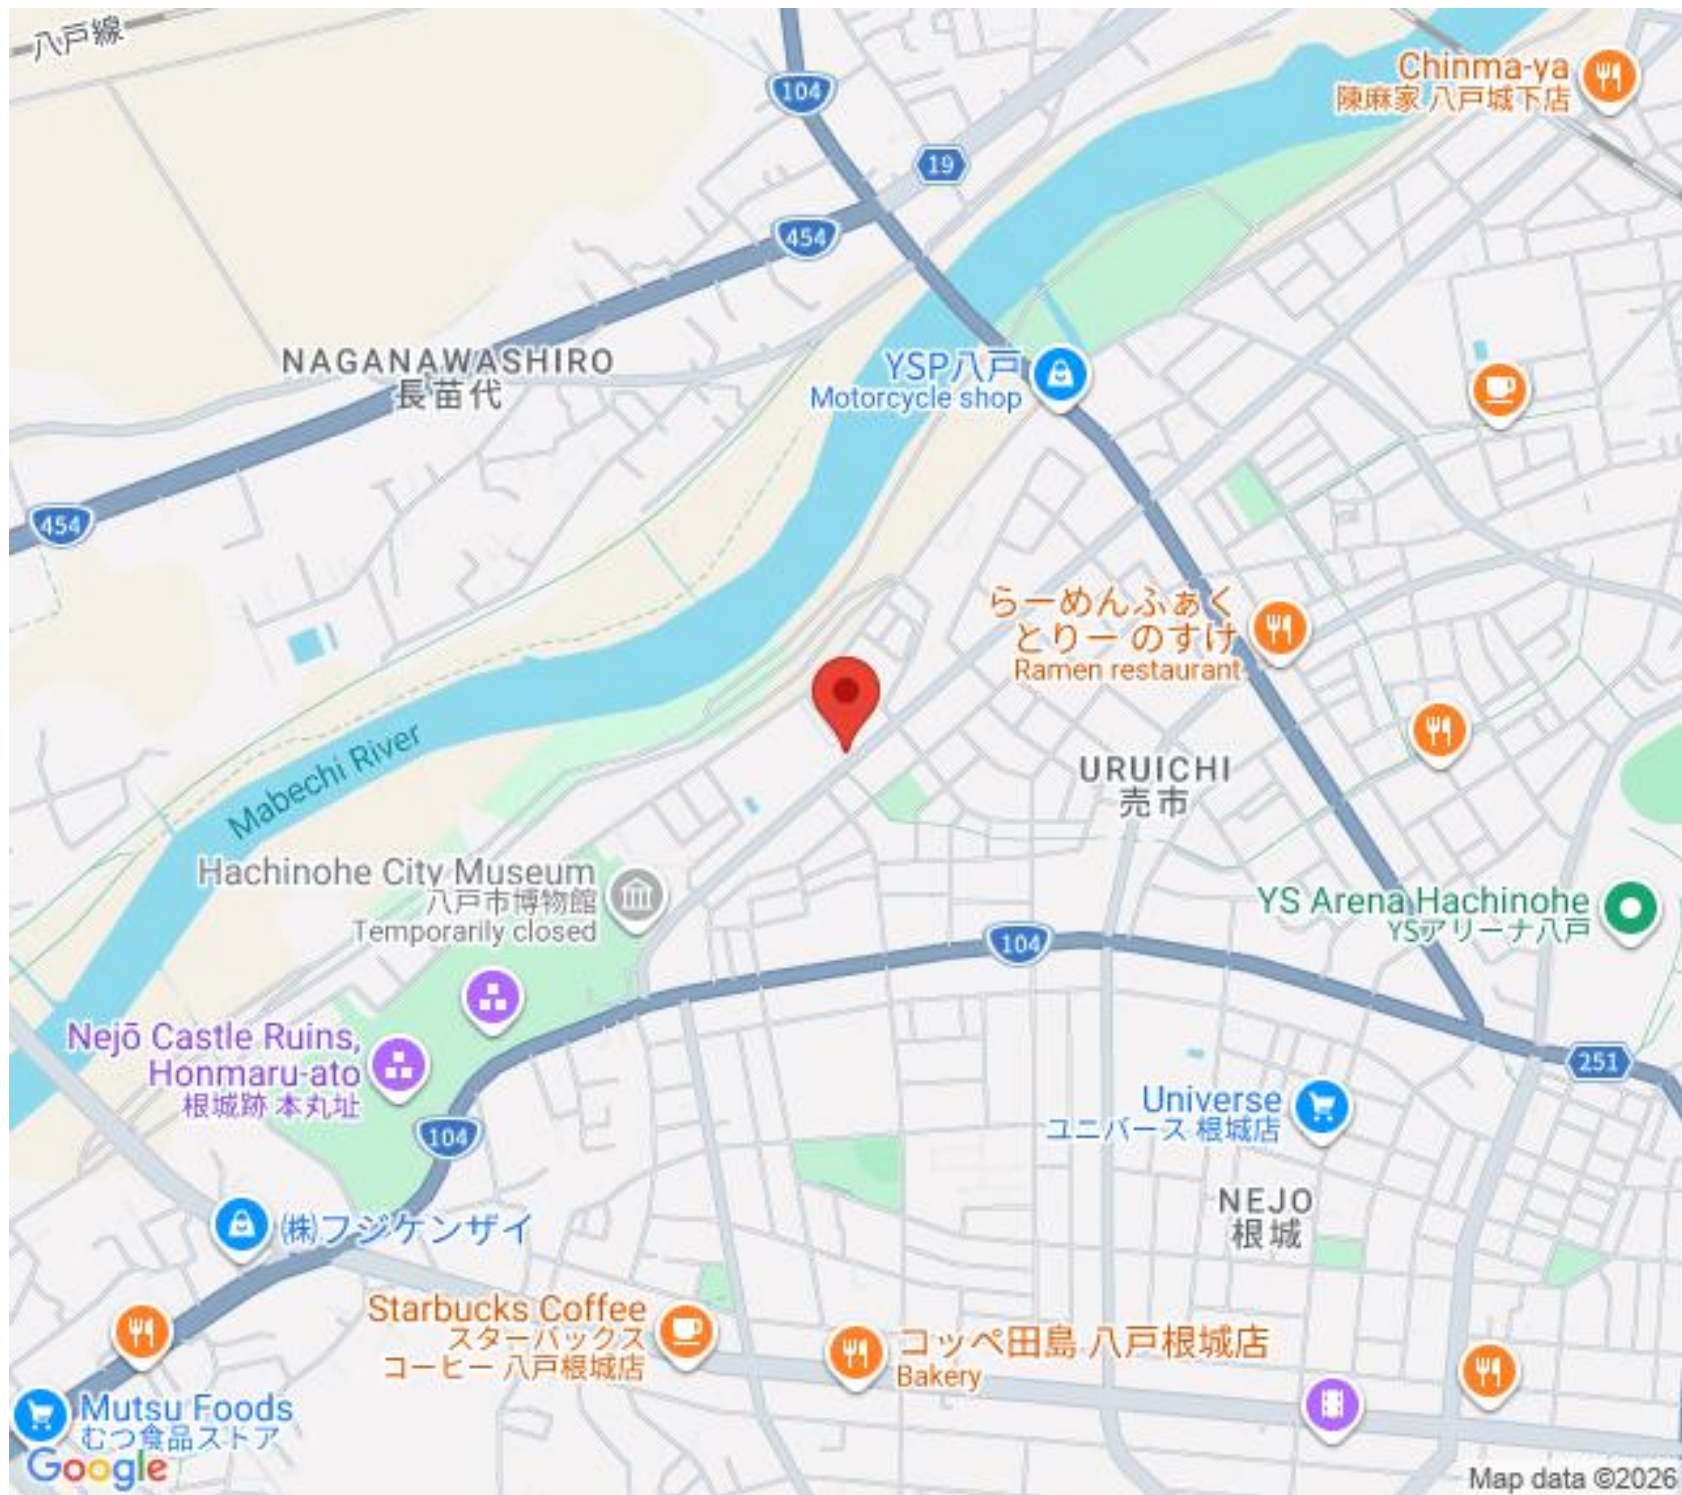 八戸線
104
Chinma-ya
陳麻家 八戸城下店
19
454
NAGANAWASHIRO
長苗代
YSP八戸
Motorcycle shop
454
らーめんふぁく
とりー のすけ
Ramen restaurant
Mabechi River
URUICHI
売市
Hachinohe City Museum
八戸市博物館
Temporarily closed
YS Arena Hachinohe
YSアリーナ八戸
104
Nejō Castle Ruins,
Honmaru-ato
根城跡 本丸址
251
Universe
ユニバース 根城店
104
NEJO
根城
㈱フジケンザイ
Starbucks Coffee
スターバックス
コーヒー 八戸根城店
コッペ田島 八戸根城店
Bakery
Mutsu Foods
むつ食品ストア
Google
Map data ©2026